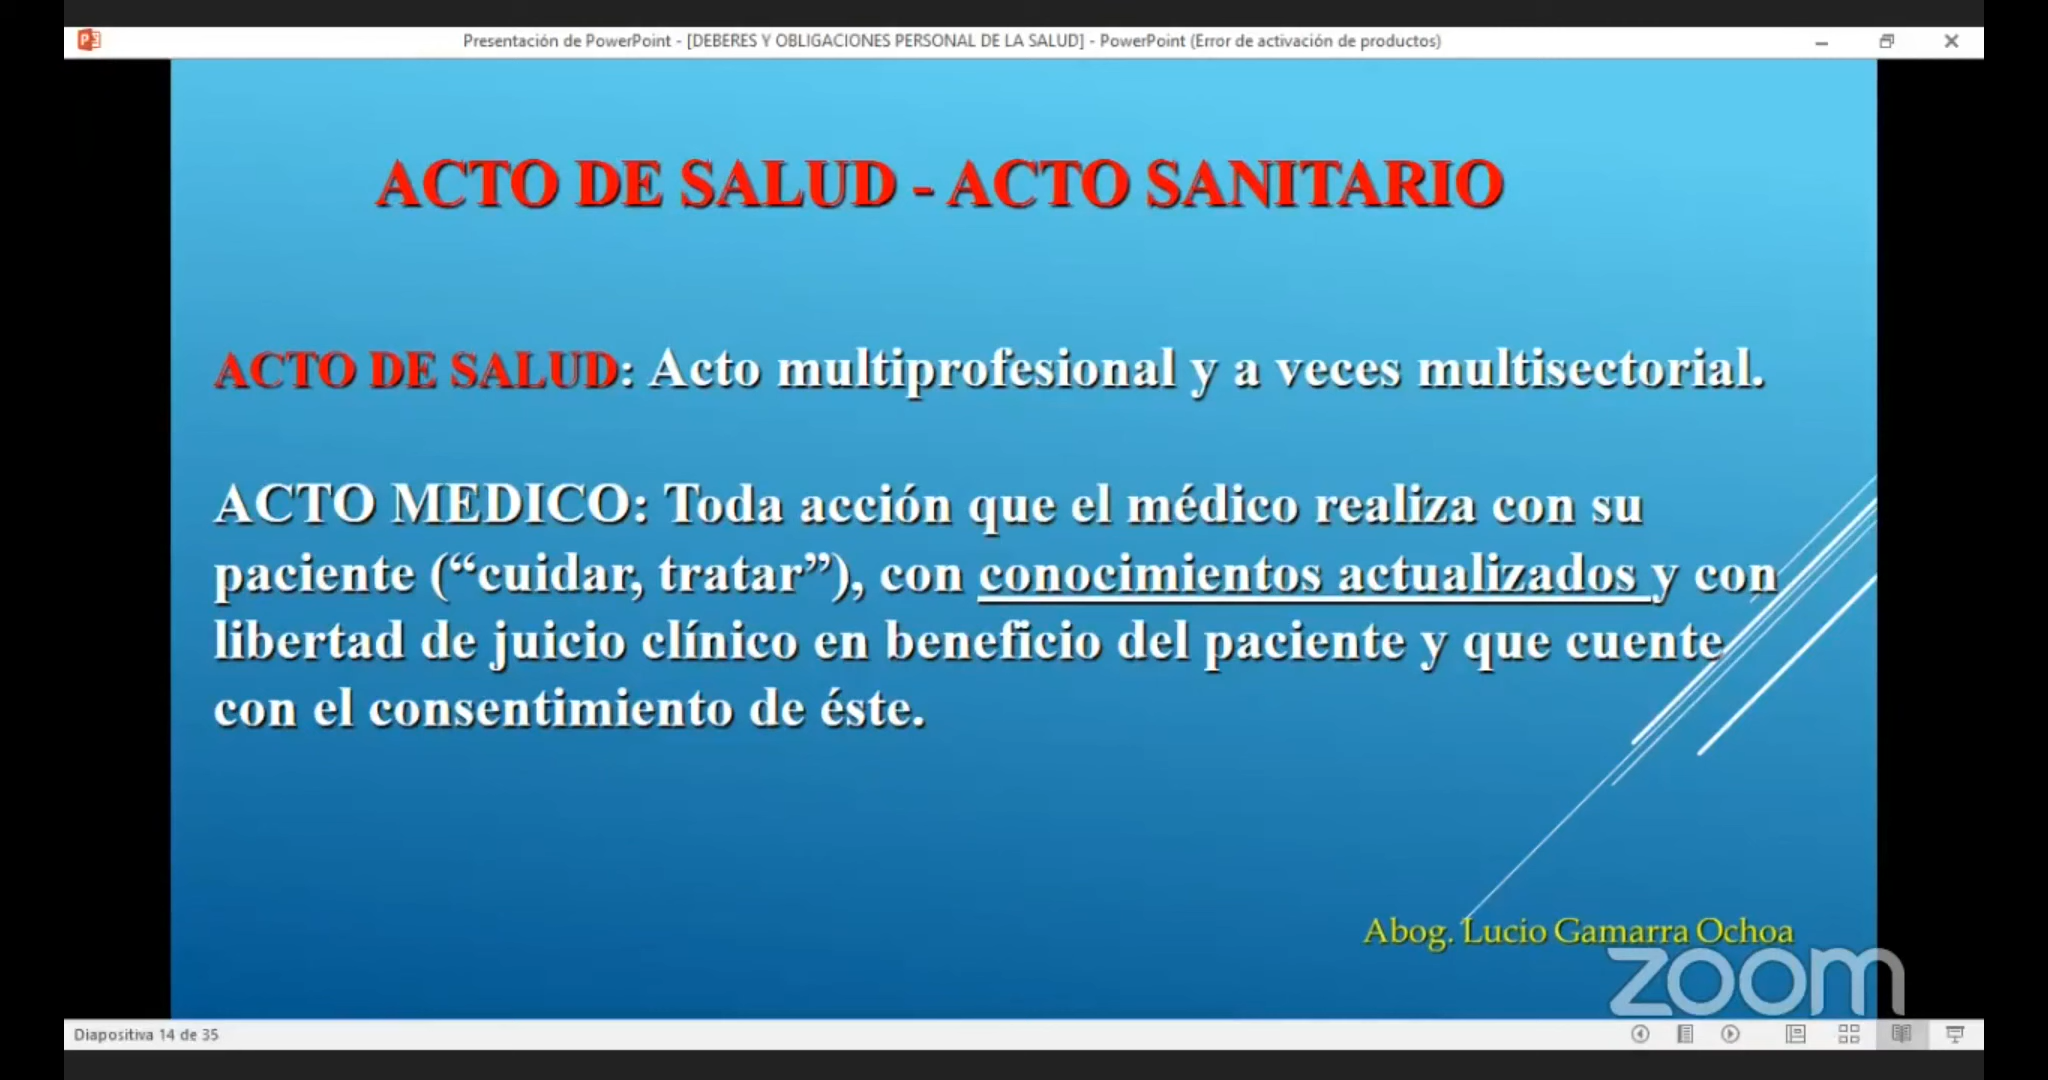 Presentación de PowerPoint - [DEBERES Y OBLIGACIONES PERSONAL DE LA SALUD] - PowerPoint (Error de activación de productos)
ACTO DE SALUD - ACTO SANITARIO
ACTO DE SALUD: Acto multiprofesional y a veces multisectorial.
ACTO MEDICO: Toda acción que el médico realiza con su
paciente (“cuidar, tratar”), con conocimientos actualizados y con
libertad de juicio clínico en beneficio del paciente y que cuente
con el consentimiento de éste.
Abog. Lucio Gamarra Ochoa
zoom
Diapositiva 14 de 35